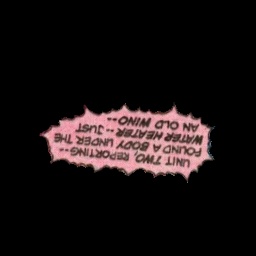 UNIT TWO, REPORTING--
FOUND A BODY UNDER THE
WATER HEATER -- JUST
AN OLD WINO--